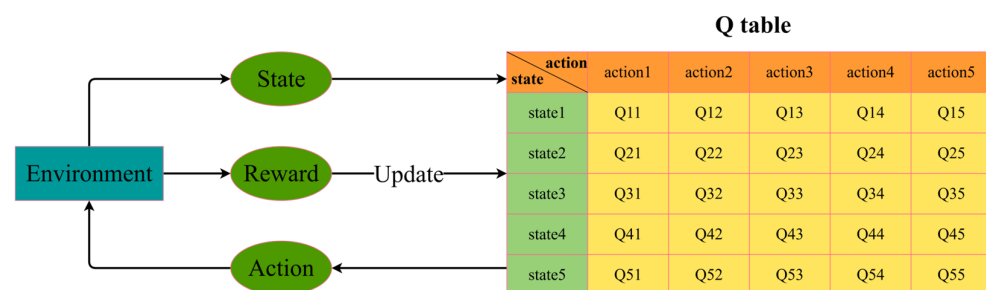 Q table
State
Environment
Reward
Update
Action
action
state
action1 action2 action3 action4 action5
state1 Q11 Q12 Q13 Q14 Q15
state2 Q21 Q22 Q23 Q24 Q25
state3 Q31 Q32 Q33 Q34 Q35
state4 Q41 Q42 Q43 Q44 Q45
state5 Q51 Q52 Q53 Q54 Q55